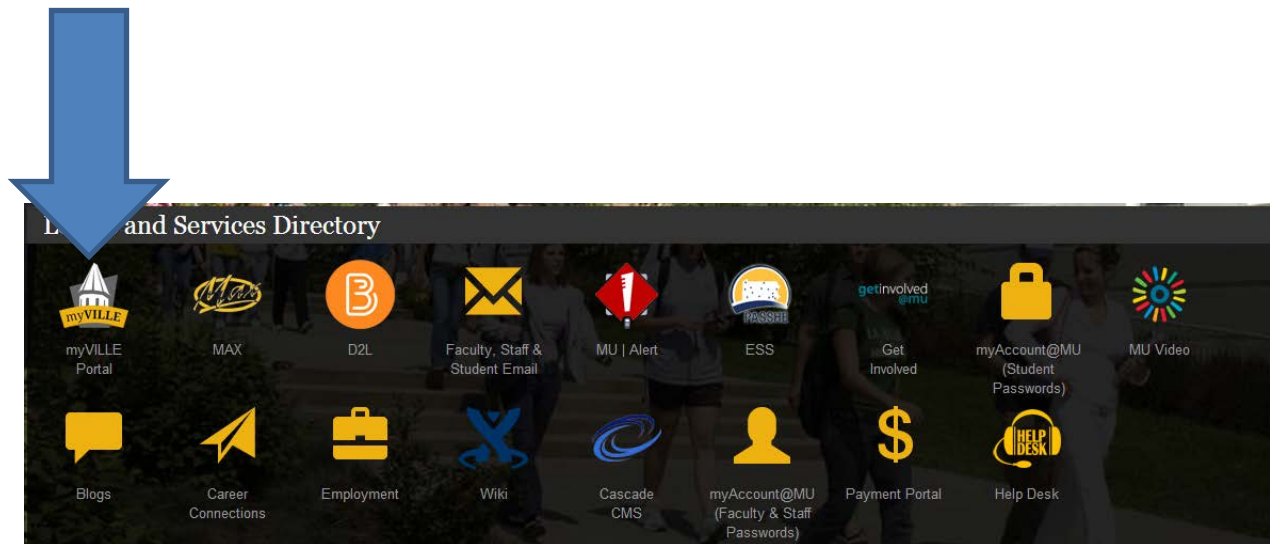 and Services Directory
myVILLE
Max
B
PASSHE
getinvolved
@mu
HELP
DESK
myVILLE
Portal
MAX
D2L
Faculty, Staff &
Student Email
MU | Alert
ESS
Get
Involved
myAccount@MU
(Student
Passwords)
MU Video
Blogs
Career
Connections
Employment
Wiki
Cascade
CMS
myAccount@MU
(Faculty & Staff
Passwords)
Payment Portal
Help Desk